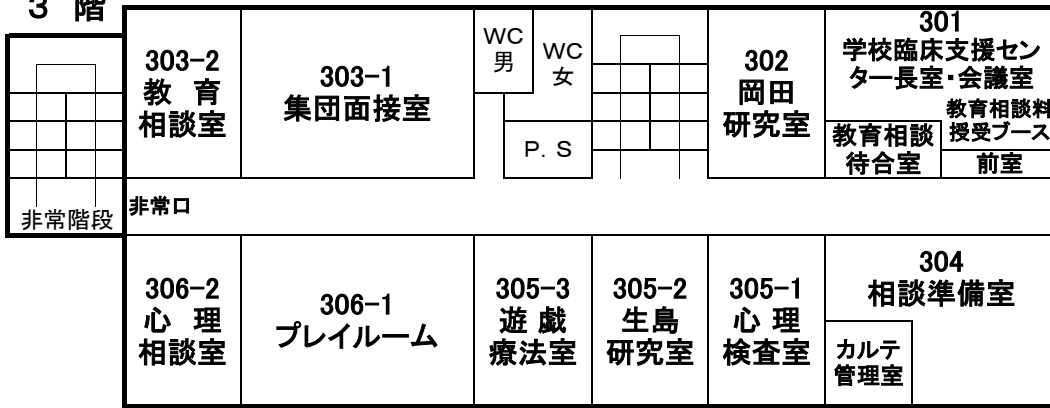 3 階
303-2
教 育
相談室
303-1
集団面接室
WC
男
WC
女
P. S
302
岡田
研究室
301
学校臨床支援セン
ター長室・会議室
教育相談料
授受ブース
教育相談
待合室
前室
非常階段
非常口
306-2
心 理
相談室
306-1
プレイルーム
305-3
遊 戯
療法室
305-2
生島
研究室
305-1
心 理
検査室
304
相談準備室
カルテ
管理室